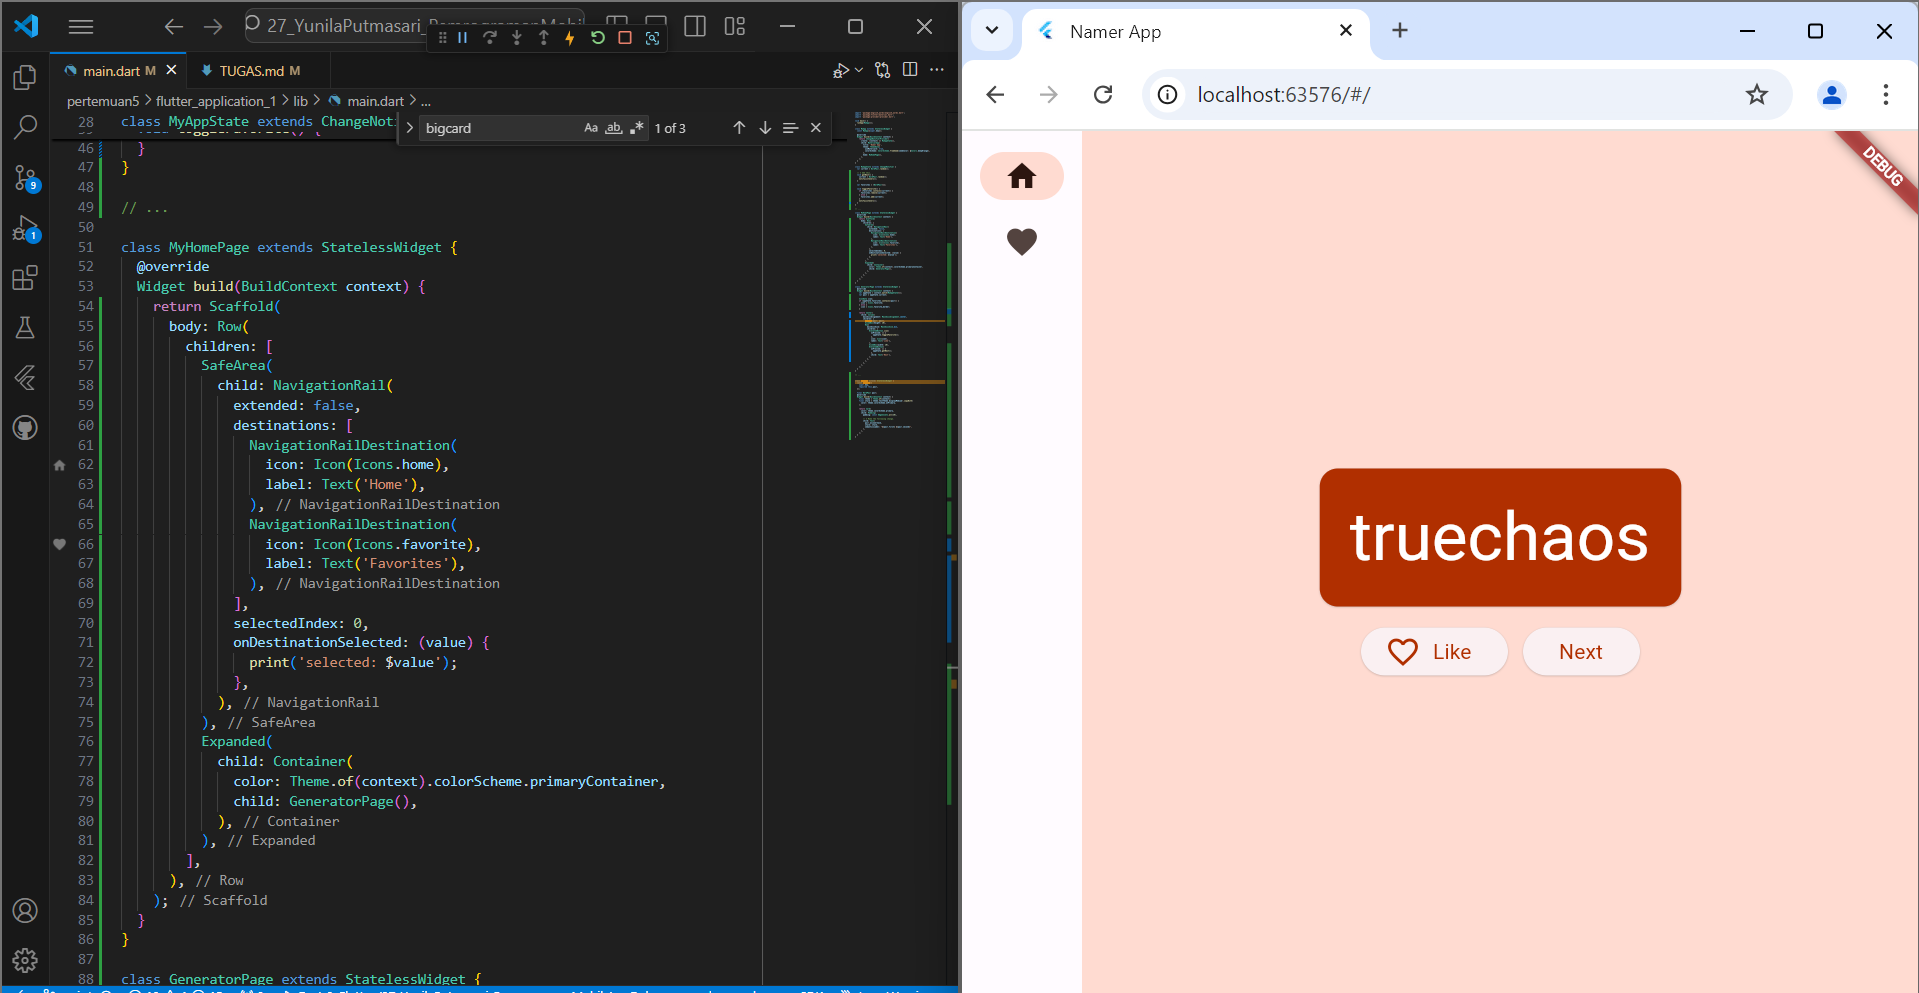 27_YunilaPutmasari_PemrogramanMobil
main.dart M
TUGAS.md M
pertemuan5 > flutter_application_1 > lib > main.dart > ...
28 class MyAppState extends ChangeNoti
bigcard
Aa ab .*
1 of 3
46 }
47 }
48
49 // ...
50
51 class MyHomePage extends StatelessWidget {
52 @override
53 Widget build(BuildContext context) {
54 return Scaffold(
55 body: Row(
56 children: [
57 SafeArea(
58 child: NavigationRail(
59 extended: false,
60 destinations: [
61 NavigationRailDestination(
62 icon: Icon(Icons.home),
63 label: Text('Home'),
64 ), // NavigationRailDestination
65 NavigationRailDestination(
66 icon: Icon(Icons.favorite),
67 label: Text('Favorites'),
68 ), // NavigationRailDestination
69 ],
70 selectedIndex: 0,
71 onDestinationSelected: (value) {
72 print('selected: $value');
73 },
74 ), // NavigationRail
75 ), // SafeArea
76 Expanded(
77 child: Container(
78 color: Theme.of(context).colorScheme.primaryContainer,
79 child: GeneratorPage(),
80 ), // Container
81 ), // Expanded
82 ],
83 ), // Row
84 ); // Scaffold
85 }
86 }
87
88 class GeneratorPage extends StatelessWidget {
9
1
Namer App
localhost:63576/#/
DEBUG
truechaos
Like
Next